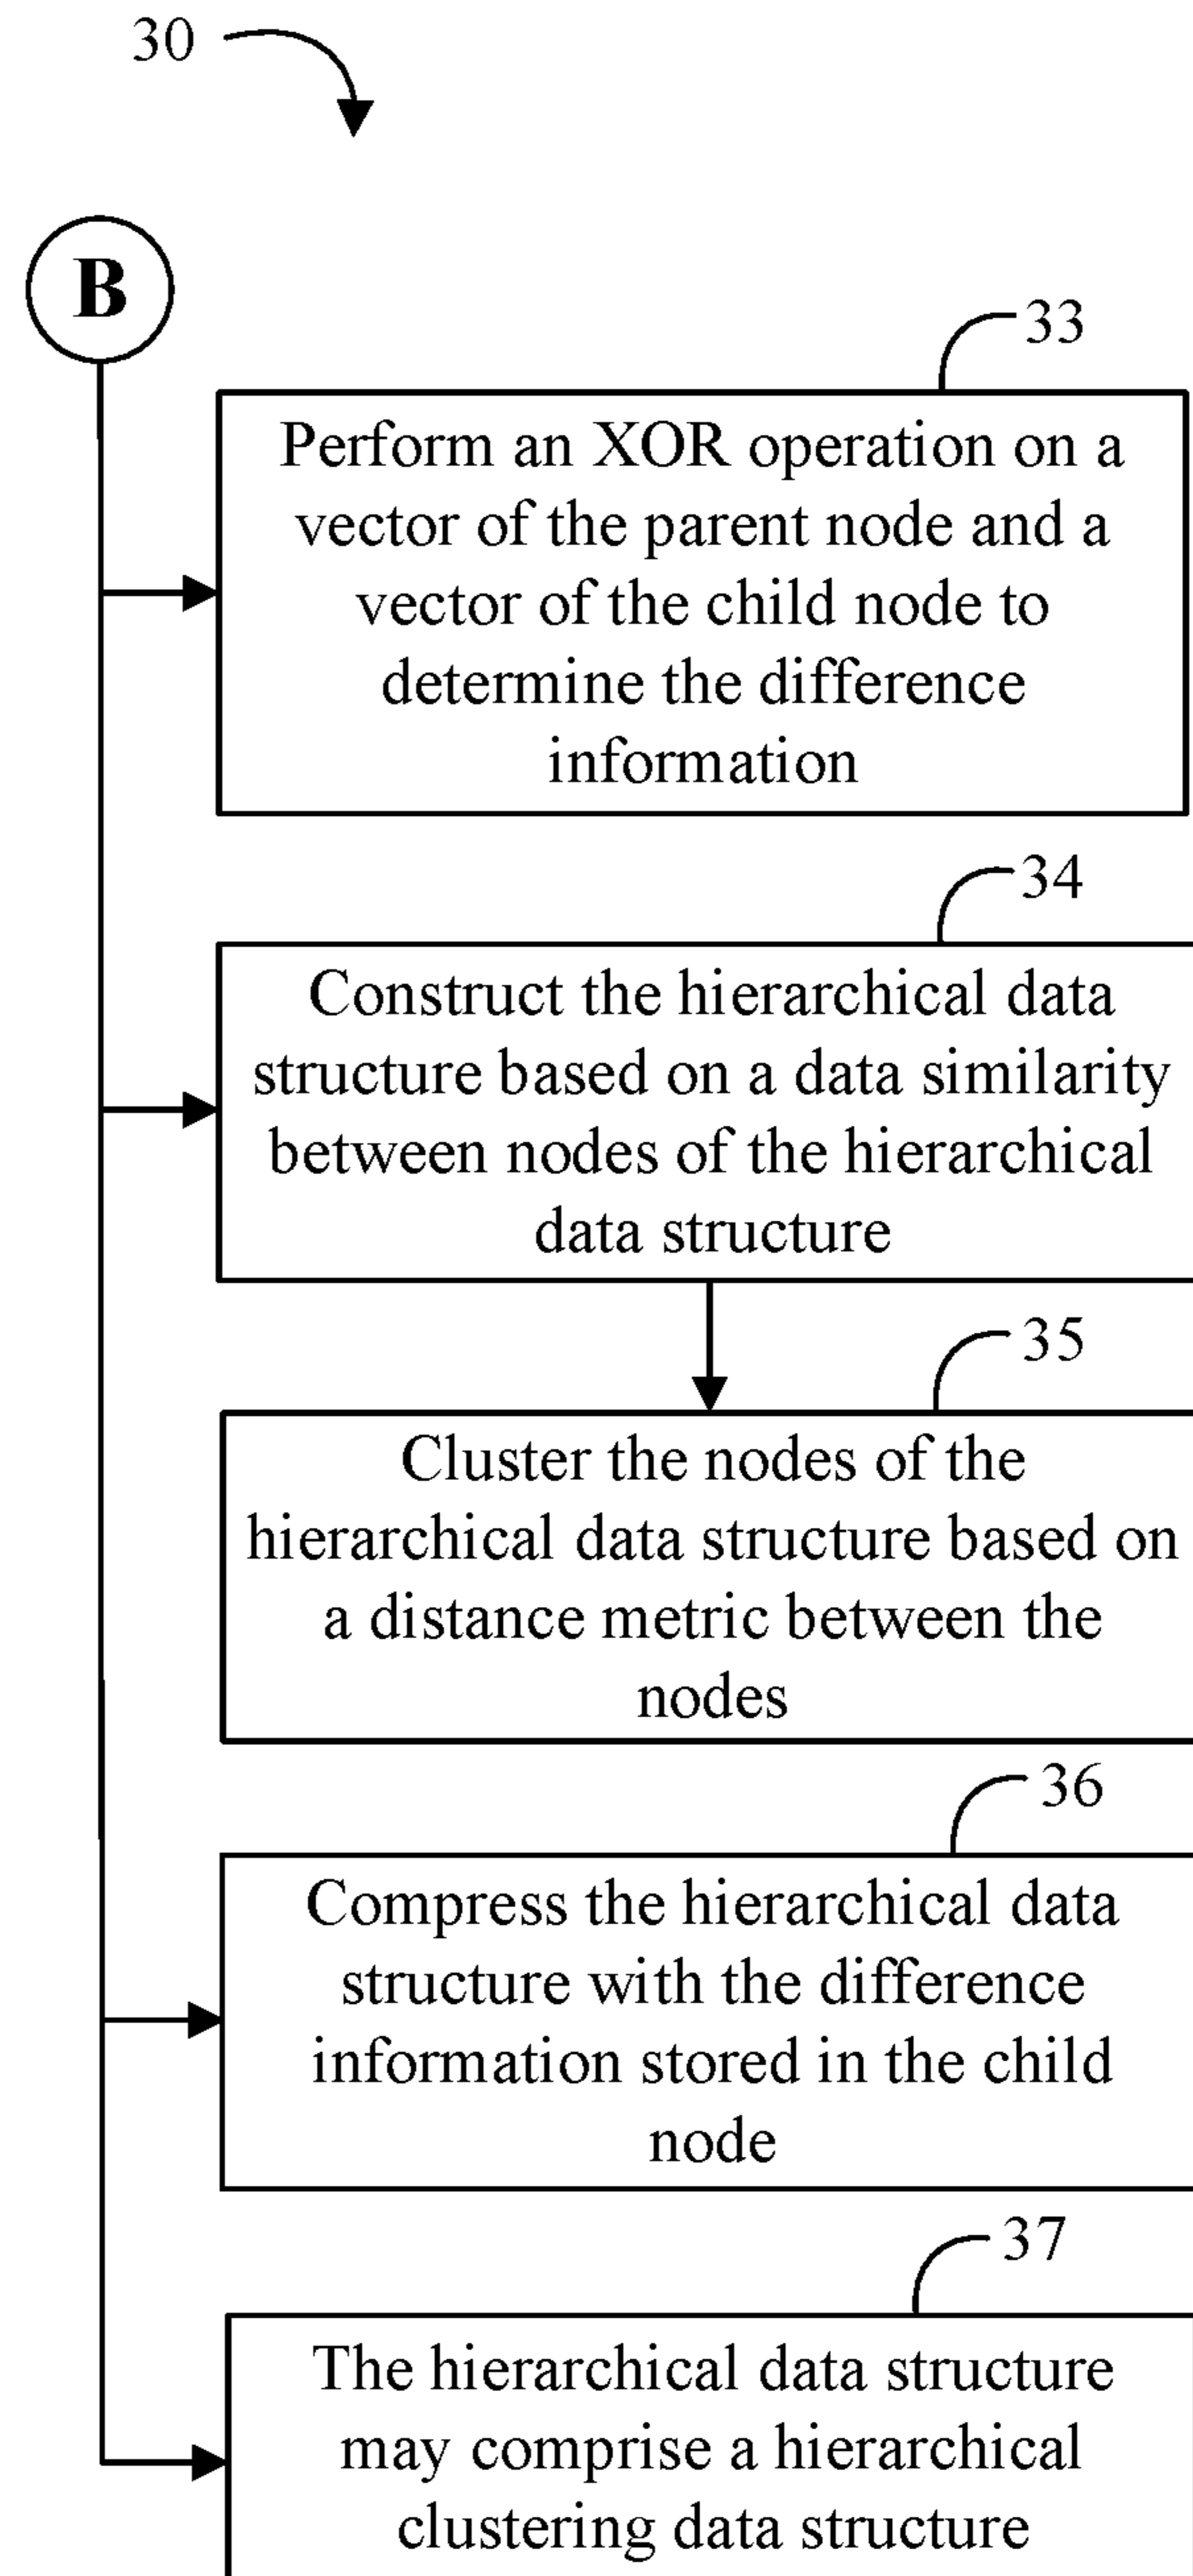 30
B
33
Perform an XOR operation on a
vector of the parent node and a
vector of the child node to
determine the difference
information
34
Construct the hierarchical data
structure based on a data similarity
between nodes of the hierarchical
data structure
35
Cluster the nodes of the
hierarchical data structure based on
a distance metric between the
nodes
36
Compress the hierarchical data
structure with the difference
information stored in the child
node
37
The hierarchical data structure
may comprise a hierarchical
clustering data structure